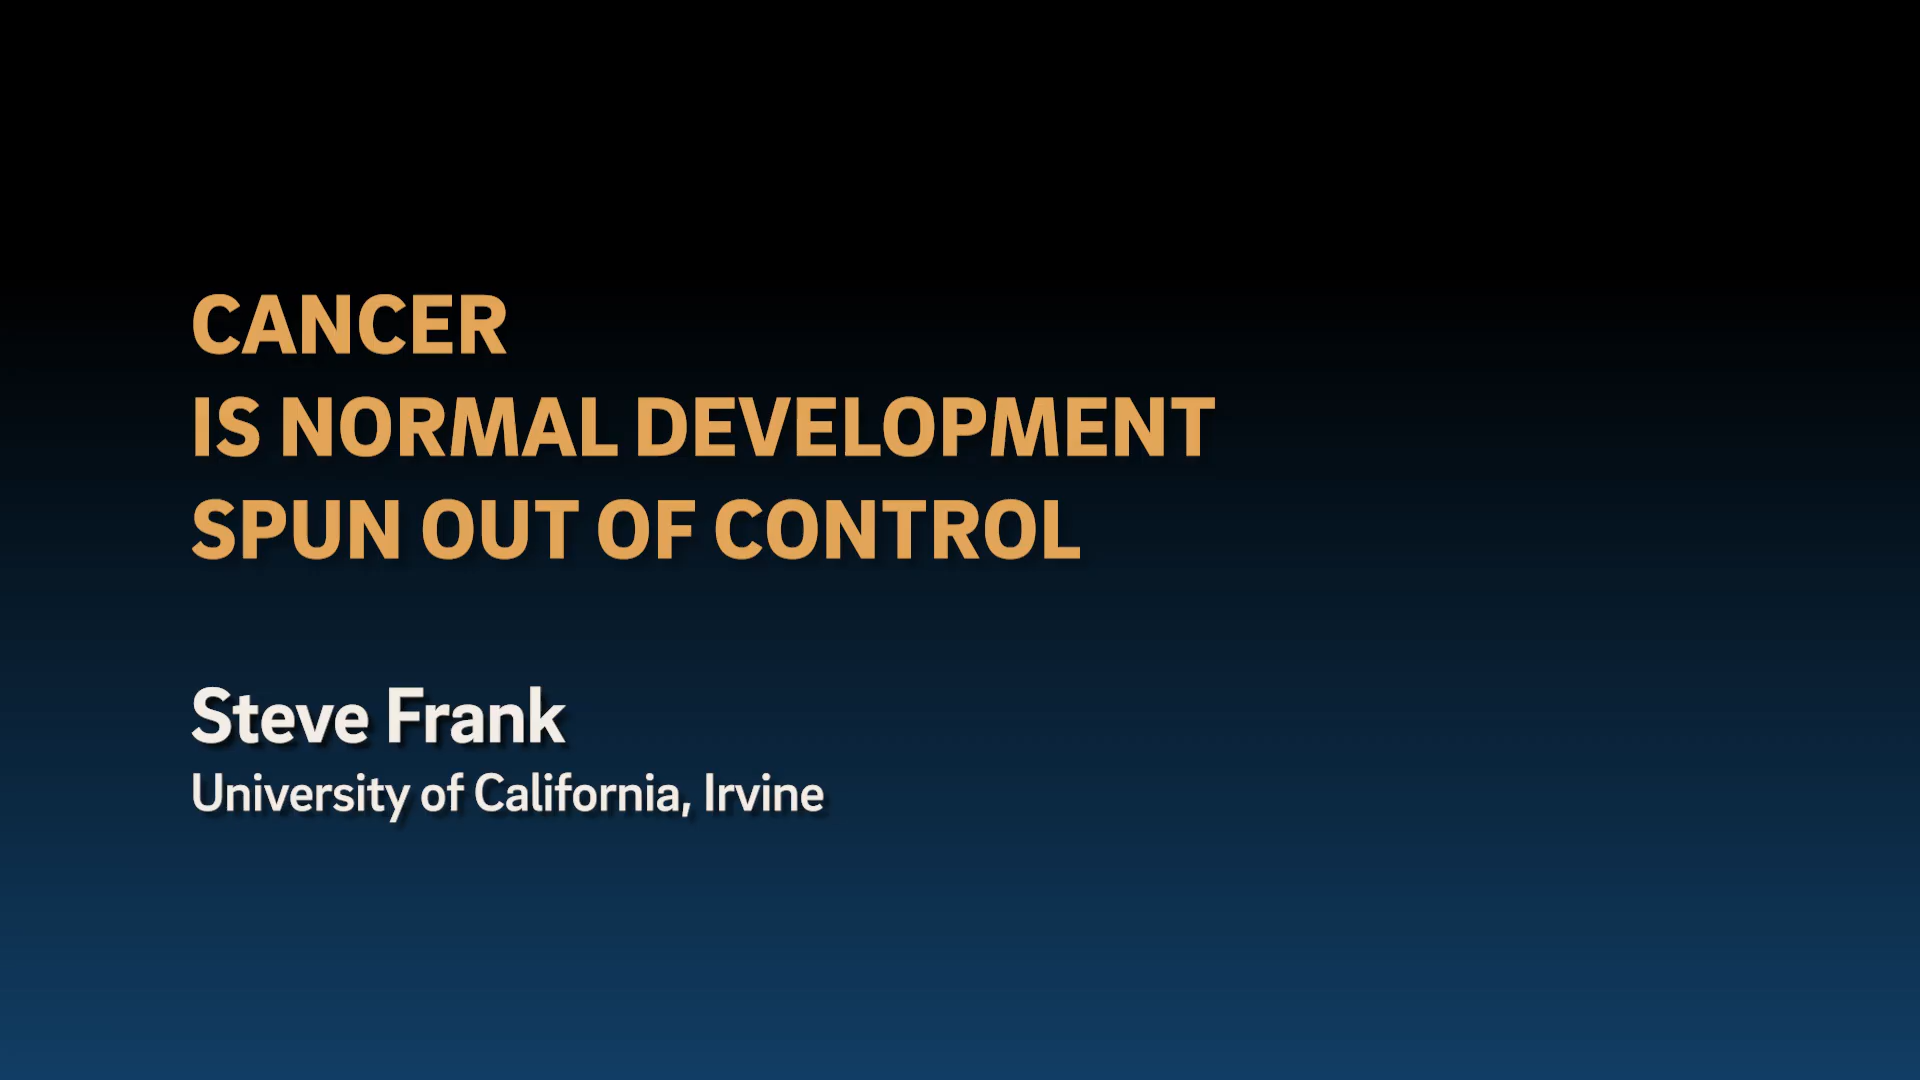 CANCER
IS NORMAL DEVELOPMENT
SPUN OUT OF CONTROL
Steve Frank
University of California, Irvine